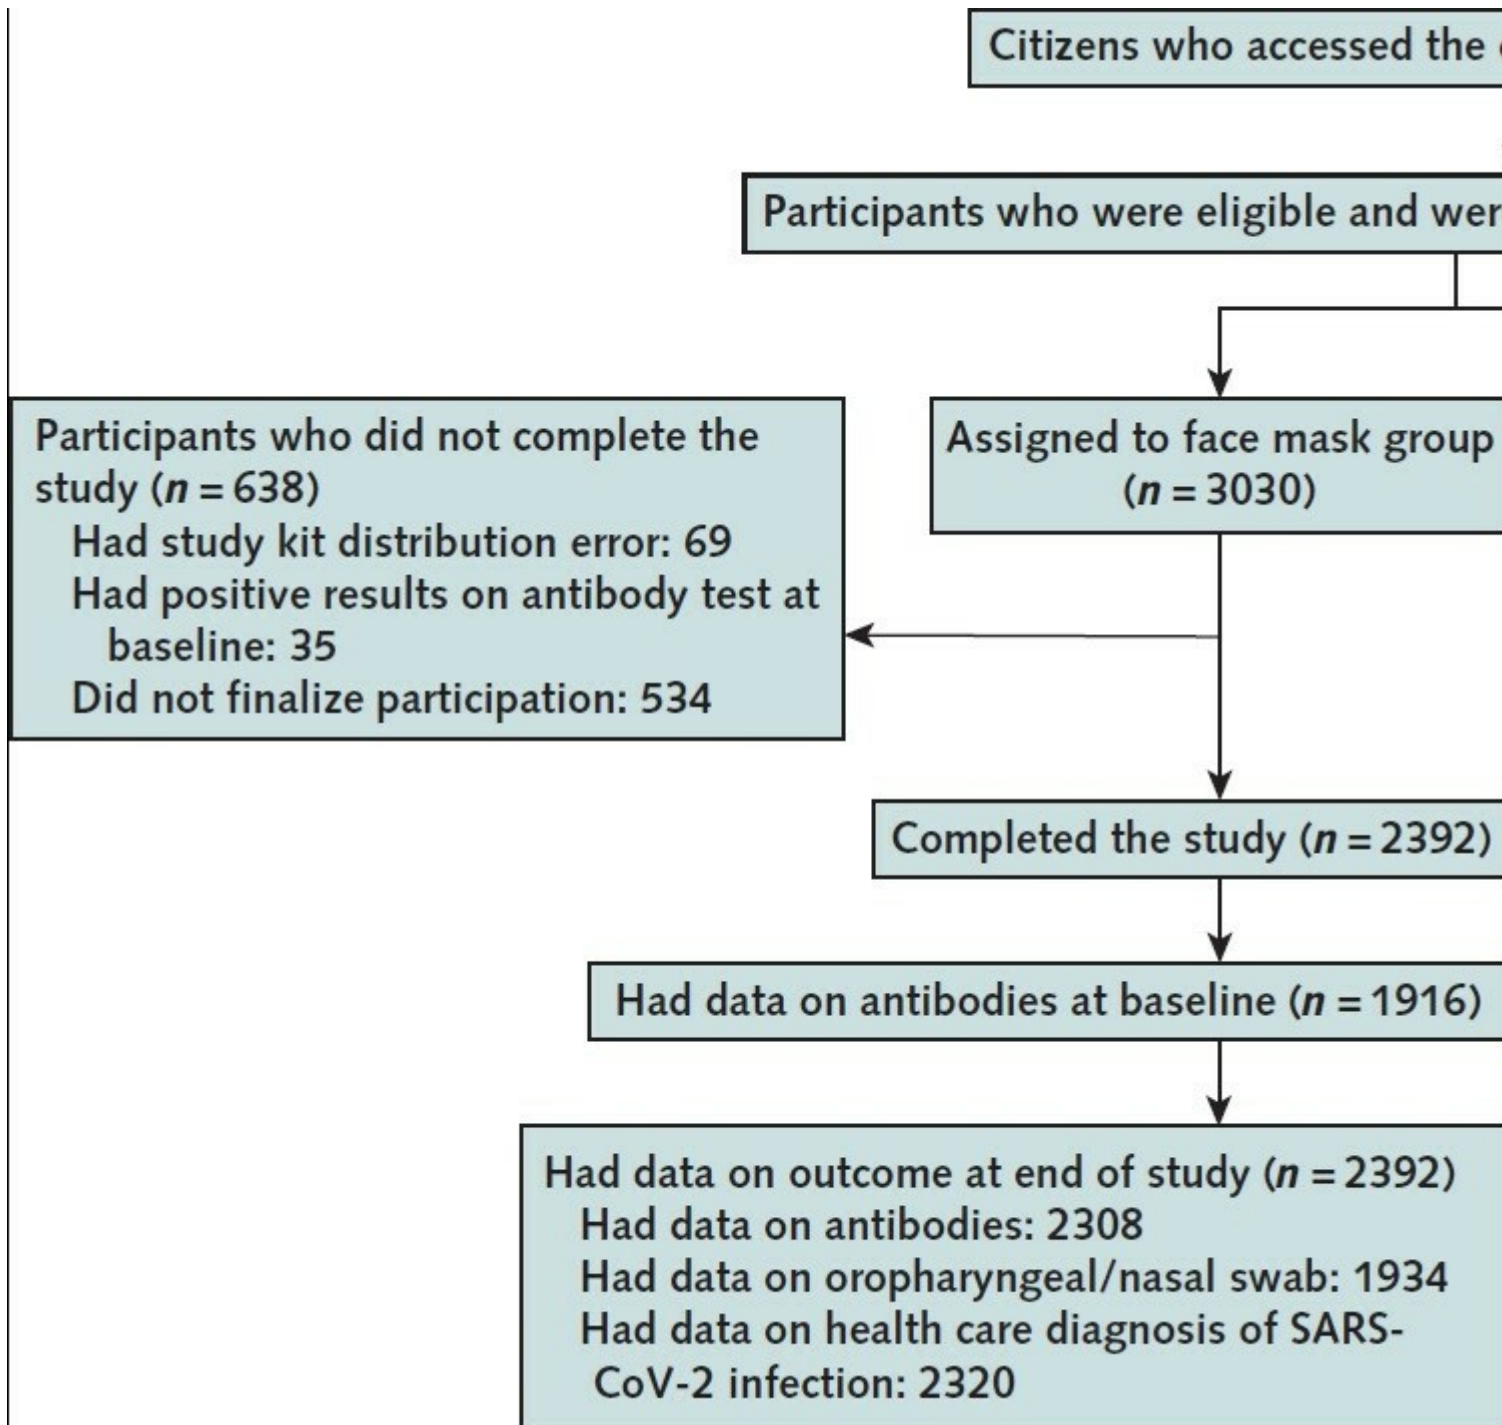 Citizens who accessed the
Participants who were eligible and wer
Assigned to face mask group
(n = 3030)
Participants who did not complete the
study (n = 638)
Had study kit distribution error: 69
Had positive results on antibody test at
baseline: 35
Did not finalize participation: 534
Completed the study (n = 2392)
Had data on antibodies at baseline (n = 1916)
Had data on outcome at end of study (n = 2392)
Had data on antibodies: 2308
Had data on oropharyngeal/nasal swab: 1934
Had data on health care diagnosis of SARS-
CoV-2 infection: 2320